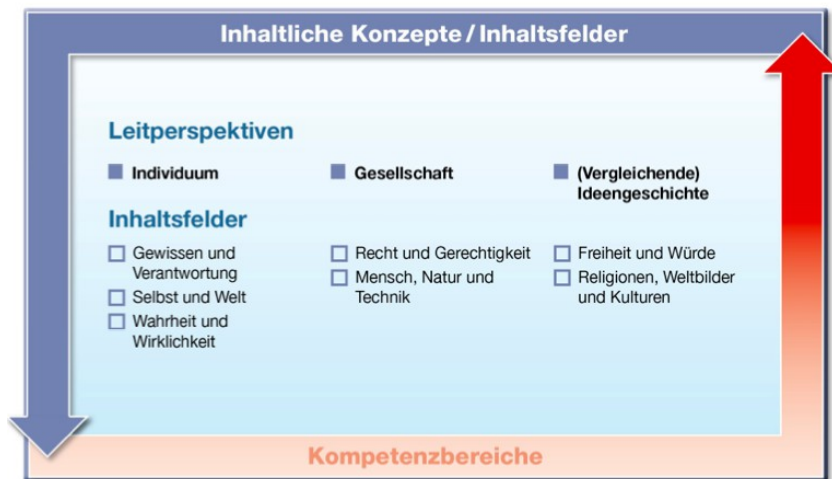 Inhaltliche Konzepte / Inhaltsfelder
Leitperspektiven
Individuum
Gesellschaft
(Vergleichende)
Ideengeschichte
Inhaltsfelder
Gewissen und
Verantwortung
Selbst und Welt
Wahrheit und
Wirklichkeit
Recht und Gerechtigkeit
Mensch, Natur und
Technik
Freiheit und Würde
Religionen, Weltbilder
und Kulturen
Kompetenzbereiche